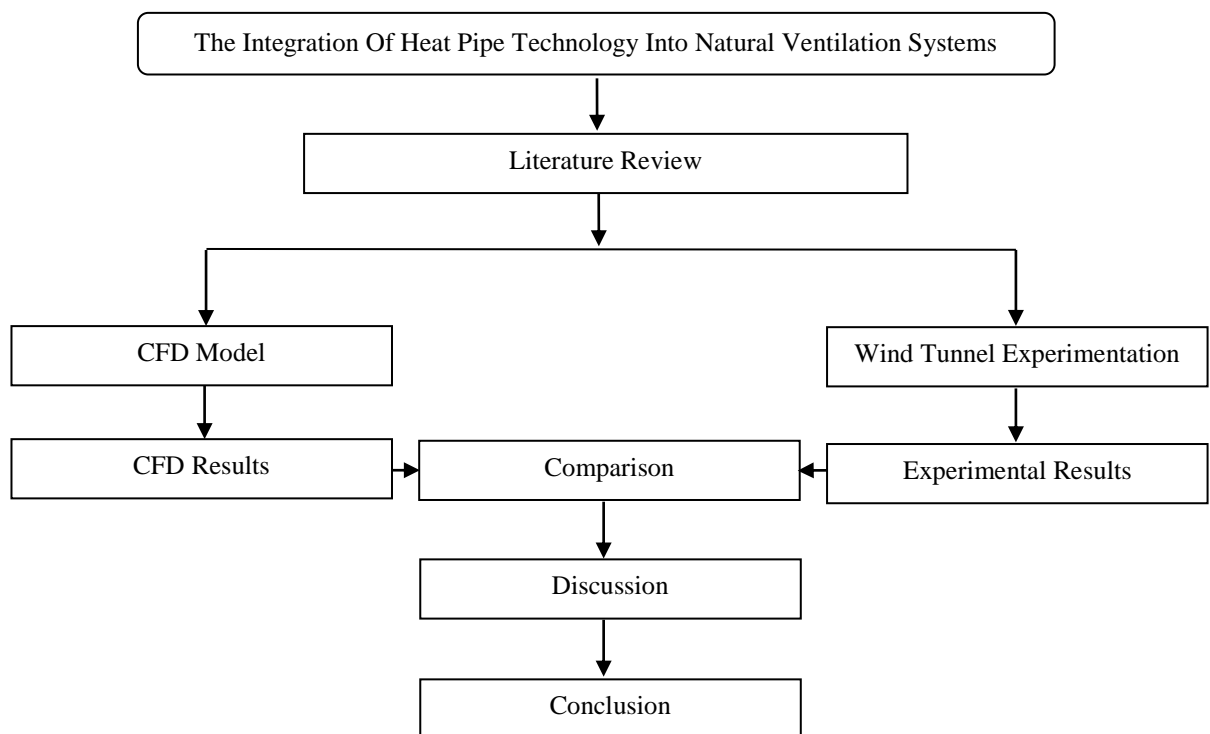 The Integration Of Heat Pipe Technology Into Natural Ventilation Systems
Literature Review
CFD Model
Wind Tunnel Experimentation
CFD Results
Comparison
Experimental Results
Discussion
Conclusion